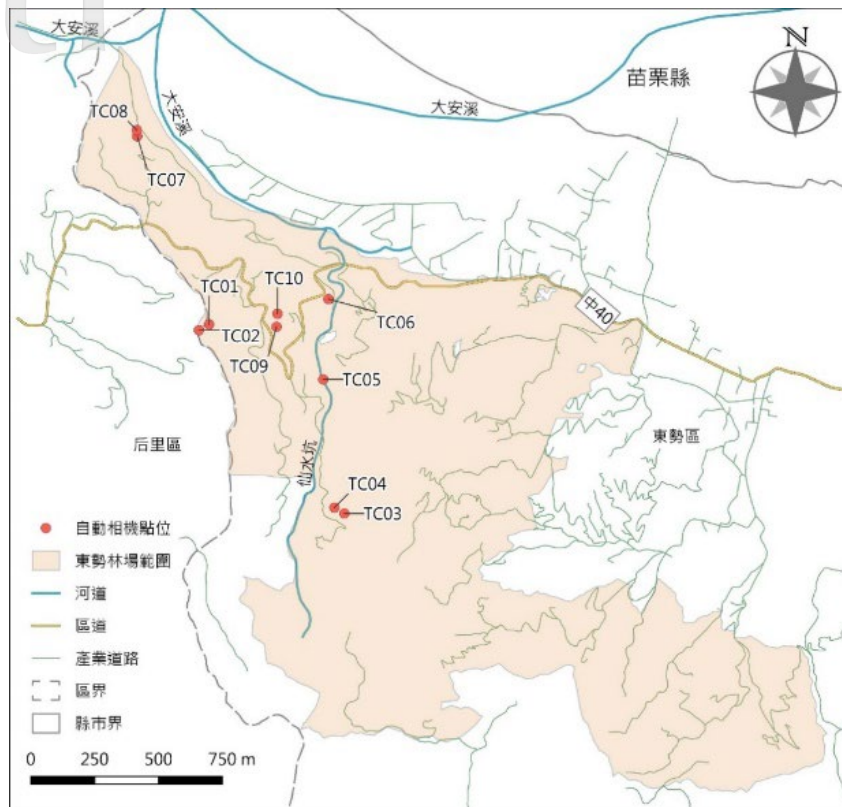 大安溪
N
苗栗縣
大安溪
大安溪
TC08
TC07
TC01
TC10
TC02
TC06
中40
TC09
TC05
東勢區
后里區
仙水坑
TC04
TC03
自動相機點位
東勢林場範圍
河道
區道
產業道路
區界
縣市界
0 250 500 750 m